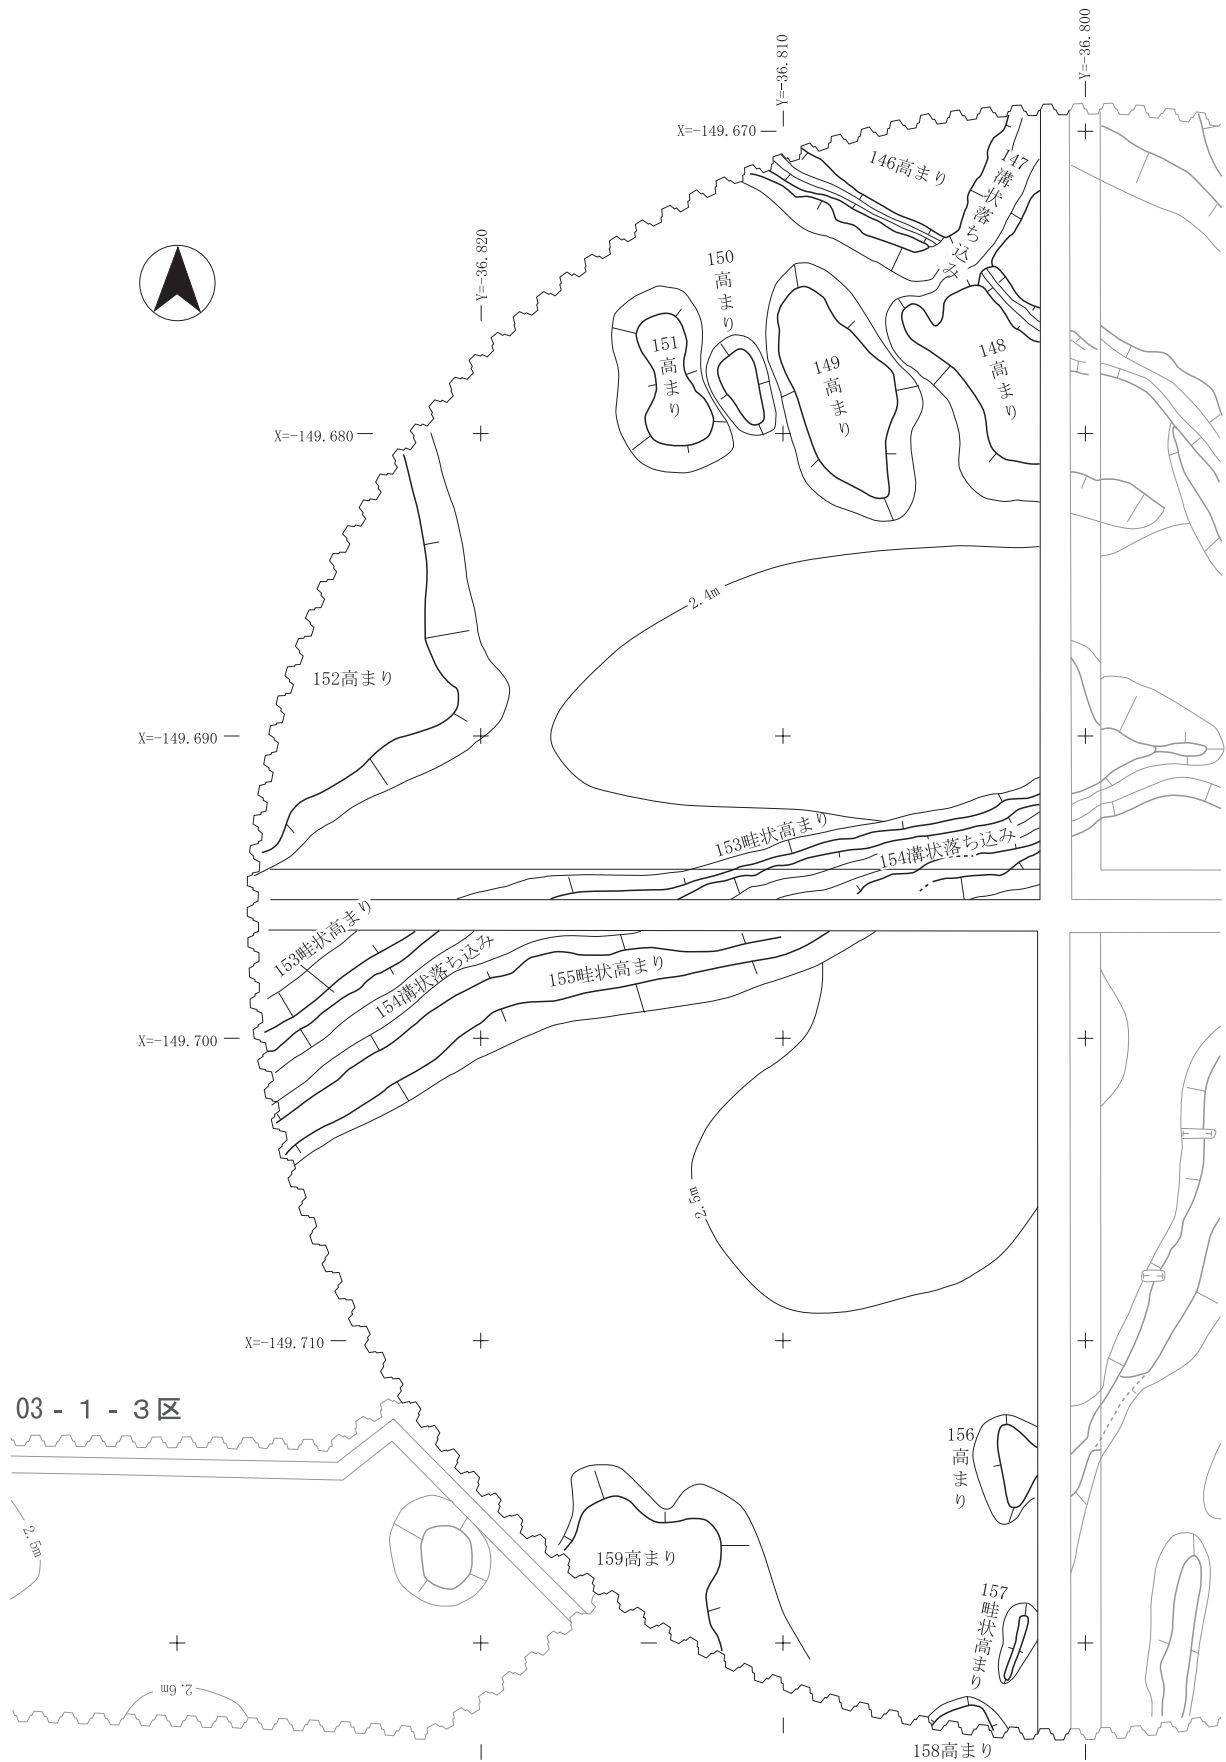 Y=-36.800
Y=-36.810
X=-149.670
146高まり
147溝状落ち込み
Y=-36.820
150高まり
151高まり
149高まり
148高まり
X=-149.680
2.4m
152高まり
X=-149.690
153畦状高まり
154溝状落ち込み
153畦状高まり
154溝状落ち込み
155畦状高まり
X=-149.700
2.5m
X=-149.710
03 - 1 - 3区
156高まり
2.5m
159高まり
157畦状高まり
2.6m
158高まり